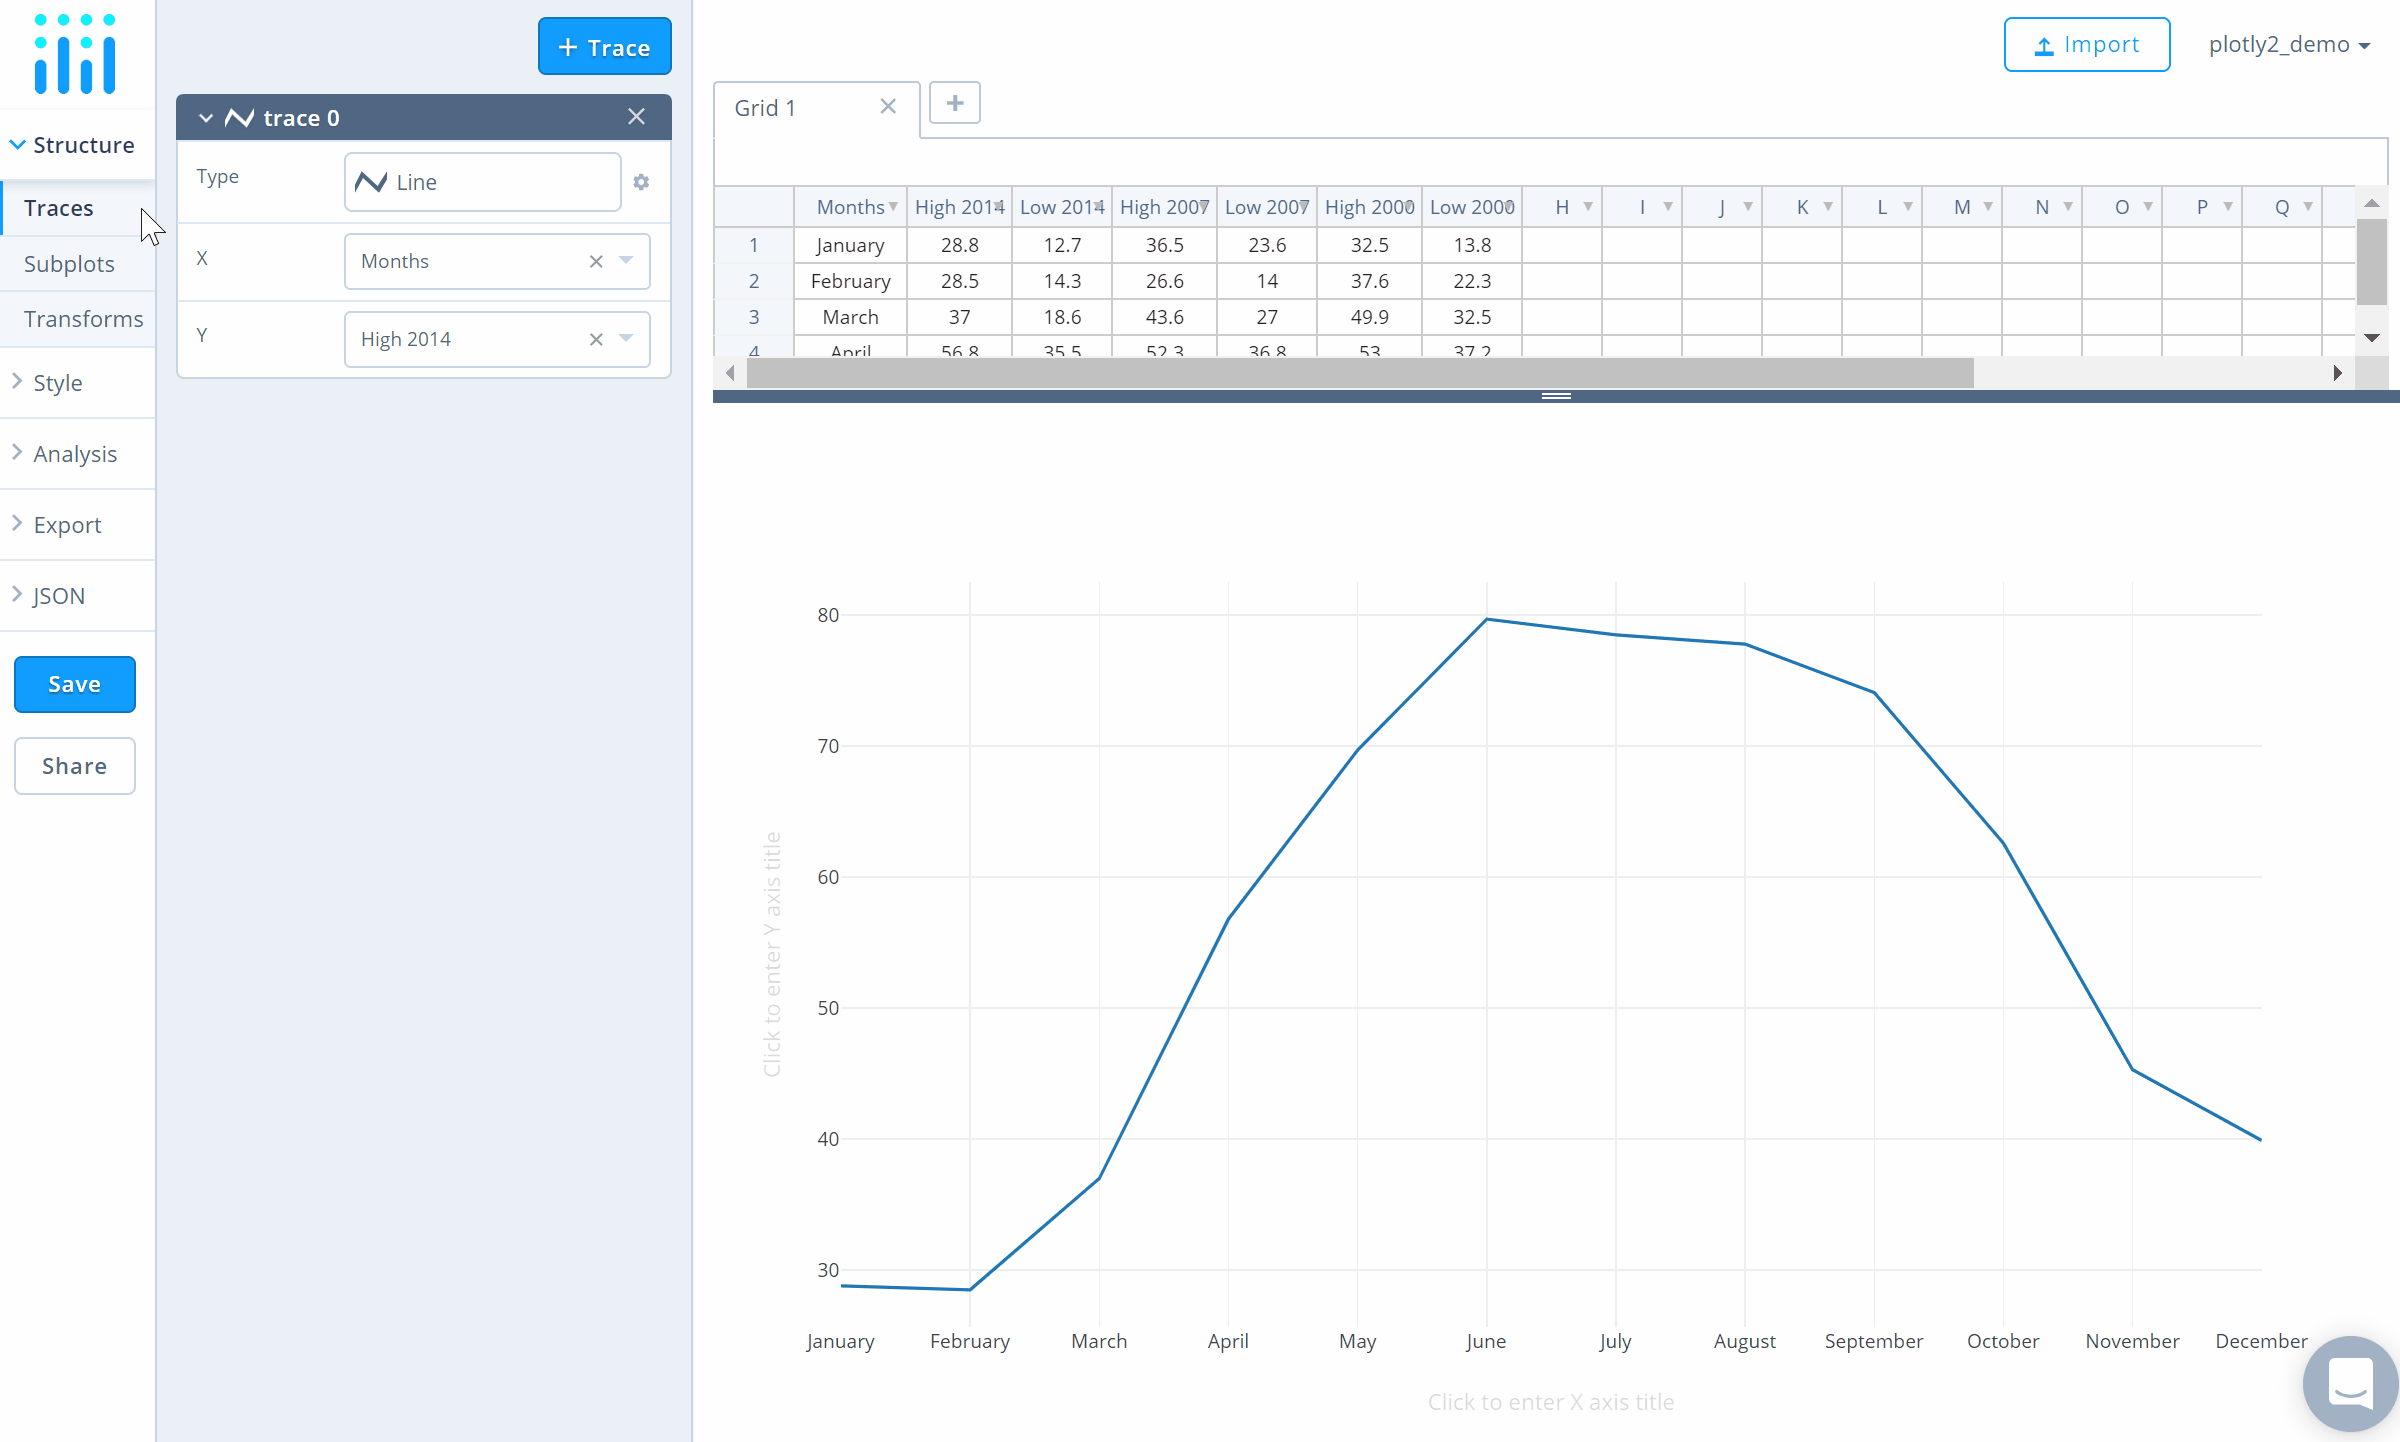 + Trace
Import
plotly2_demo
Structure
Traces
Subplots
Transforms
Style
Analysis
Export
JSON
Save
Share
trace 0
Type
Line
X
Months
Y
High 2014
Grid 1
+
Months High 2014 Low 2014 High 2007 Low 2007 High 2000 Low 2000 H I J K L M N O P Q
1 January 28.8 12.7 36.5 23.6 32.5 13.8
2 February 28.5 14.3 26.6 14 37.6 22.3
3 March 37 18.6 43.6 27 49.9 32.5
4 April 56.8 35.5 52.3 36.8 53 37.2
80
70
60
50
40
30
Click to enter Y axis title
January February March April May June July August September October November December
Click to enter X axis title